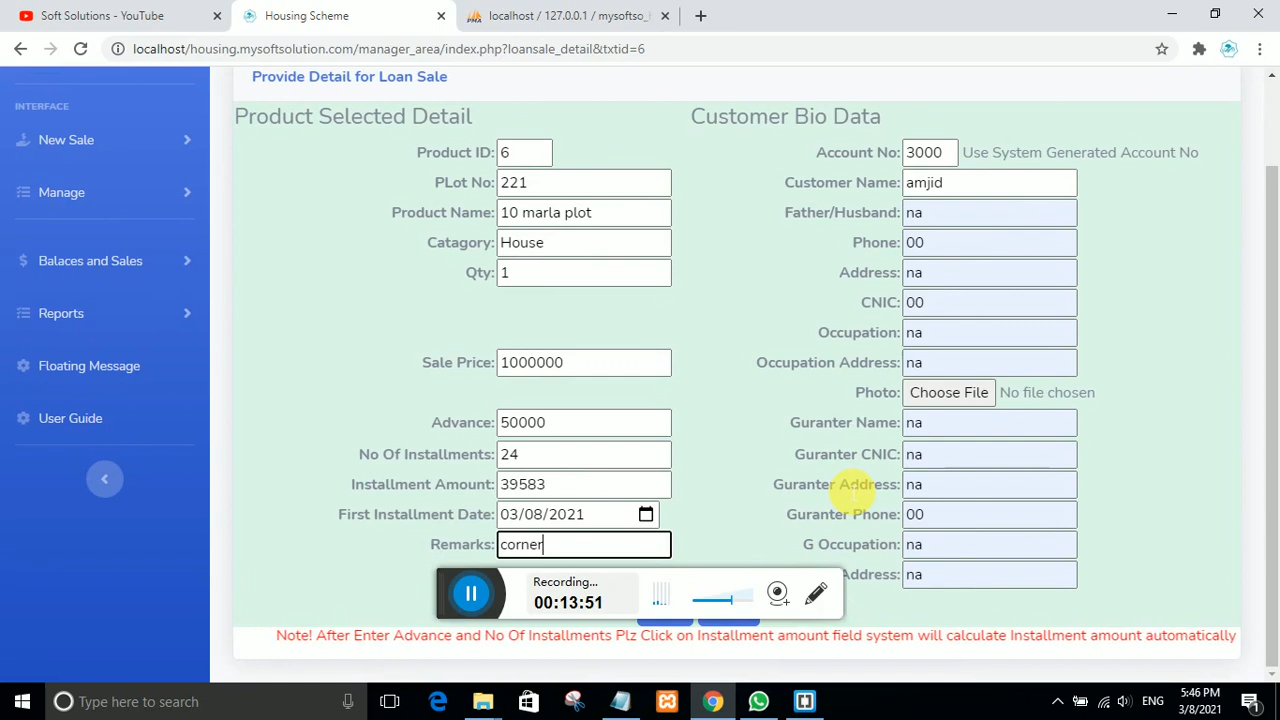 Soft Solutions - YouTube
Housing Scheme
localhost / 127.0.0.1 / mysoftso_
localhost/housing.mysoftsolution.com/manager_area/index.php?loansale_detail&txtid=6
INTERFACE
New Sale
Manage
Balaces and Sales
Reports
Floating Message
User Guide
Provide Detail for Loan Sale
Product Selected Detail
Product ID: 6
PLot No: 221
Product Name: 10 marla plot
Catagory: House
Qty: 1
Sale Price: 1000000
Advance: 50000
No Of Installments: 24
Installment Amount: 39583
First Installment Date: 03/08/2021
Remarks: corner
Customer Bio Data
Account No: 3000 Use System Generated Account No
Customer Name: amjid
Father/Husband: na
Phone: 00
Address: na
CNIC: 00
Occupation: na
Occupation Address: na
Photo: Choose File No file chosen
Guranter Name: na
Guranter CNIC: na
Guranter Address: na
Guranter Phone: 00
G Occupation: na
Address: na
Recording...
00:13:51
Note! After Enter Advance and No Of Installments Plz Click on Installment amount field system will calculate Installment amount automatically
Type here to search
ENG
5:46 PM
3/8/2021
1